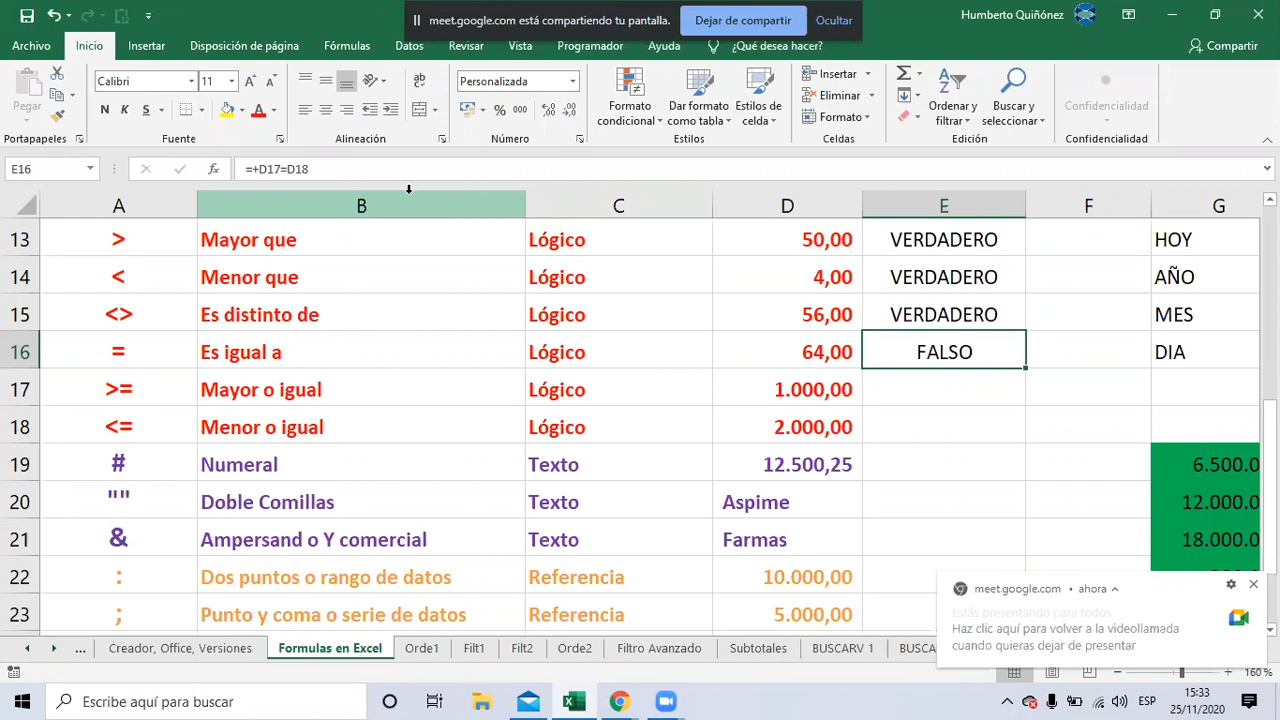 meet.google.com está compartiendo tu pantalla. Dejar de compartir Ocultar
Humberto Quiñónez
Archivo Inicio Insertar Disposición de página Fórmulas Datos Revisar Vista Programador Ayuda ¿Qué desea hacer? Compartir
Pegar
Calibri 11
N K S
Personalizada
% 000
Formato condicional
Dar formato como tabla
Estilos de celda
Insertar
Eliminar
Formato
Ordenar y filtrar
Buscar y seleccionar
Confidencialidad
Portapapeles Fuente Alineación Número Estilos Celdas Edición Confidencialidad
E16 fx =+D17=D18
A B C D E F G
13 > Mayor que Lógico 50,00 VERDADERO HOY
14 < Menor que Lógico 4,00 VERDADERO AÑO
15 <> Es distinto de Lógico 56,00 VERDADERO MES
16 = Es igual a Lógico 64,00 FALSO DIA
17 >= Mayor o igual Lógico 1.000,00
18 <= Menor o igual Lógico 2.000,00
19 # Numeral Texto 12.500,25 6.500.0
20 "" Doble Comillas Texto Aspime 12.000.0
21 & Ampersand o Y comercial Texto Farmas 18.000.0
22 : Dos puntos o rango de datos Referencia 10.000,00
23 ; Punto y coma o serie de datos Referencia 5.000,00
meet.google.com • ahora
Estás presentando para todos
Haz clic aquí para volver a la videollamada
cuando quieras dejar de presentar
... Creador, Office, Versiones Formulas en Excel Orde1 Filt1 Filt2 Orde2 Filtro Avanzado Subtotales BUSCARV 1 BUSCA
160 %
Escribe aquí para buscar
ESP
15:33
25/11/2020